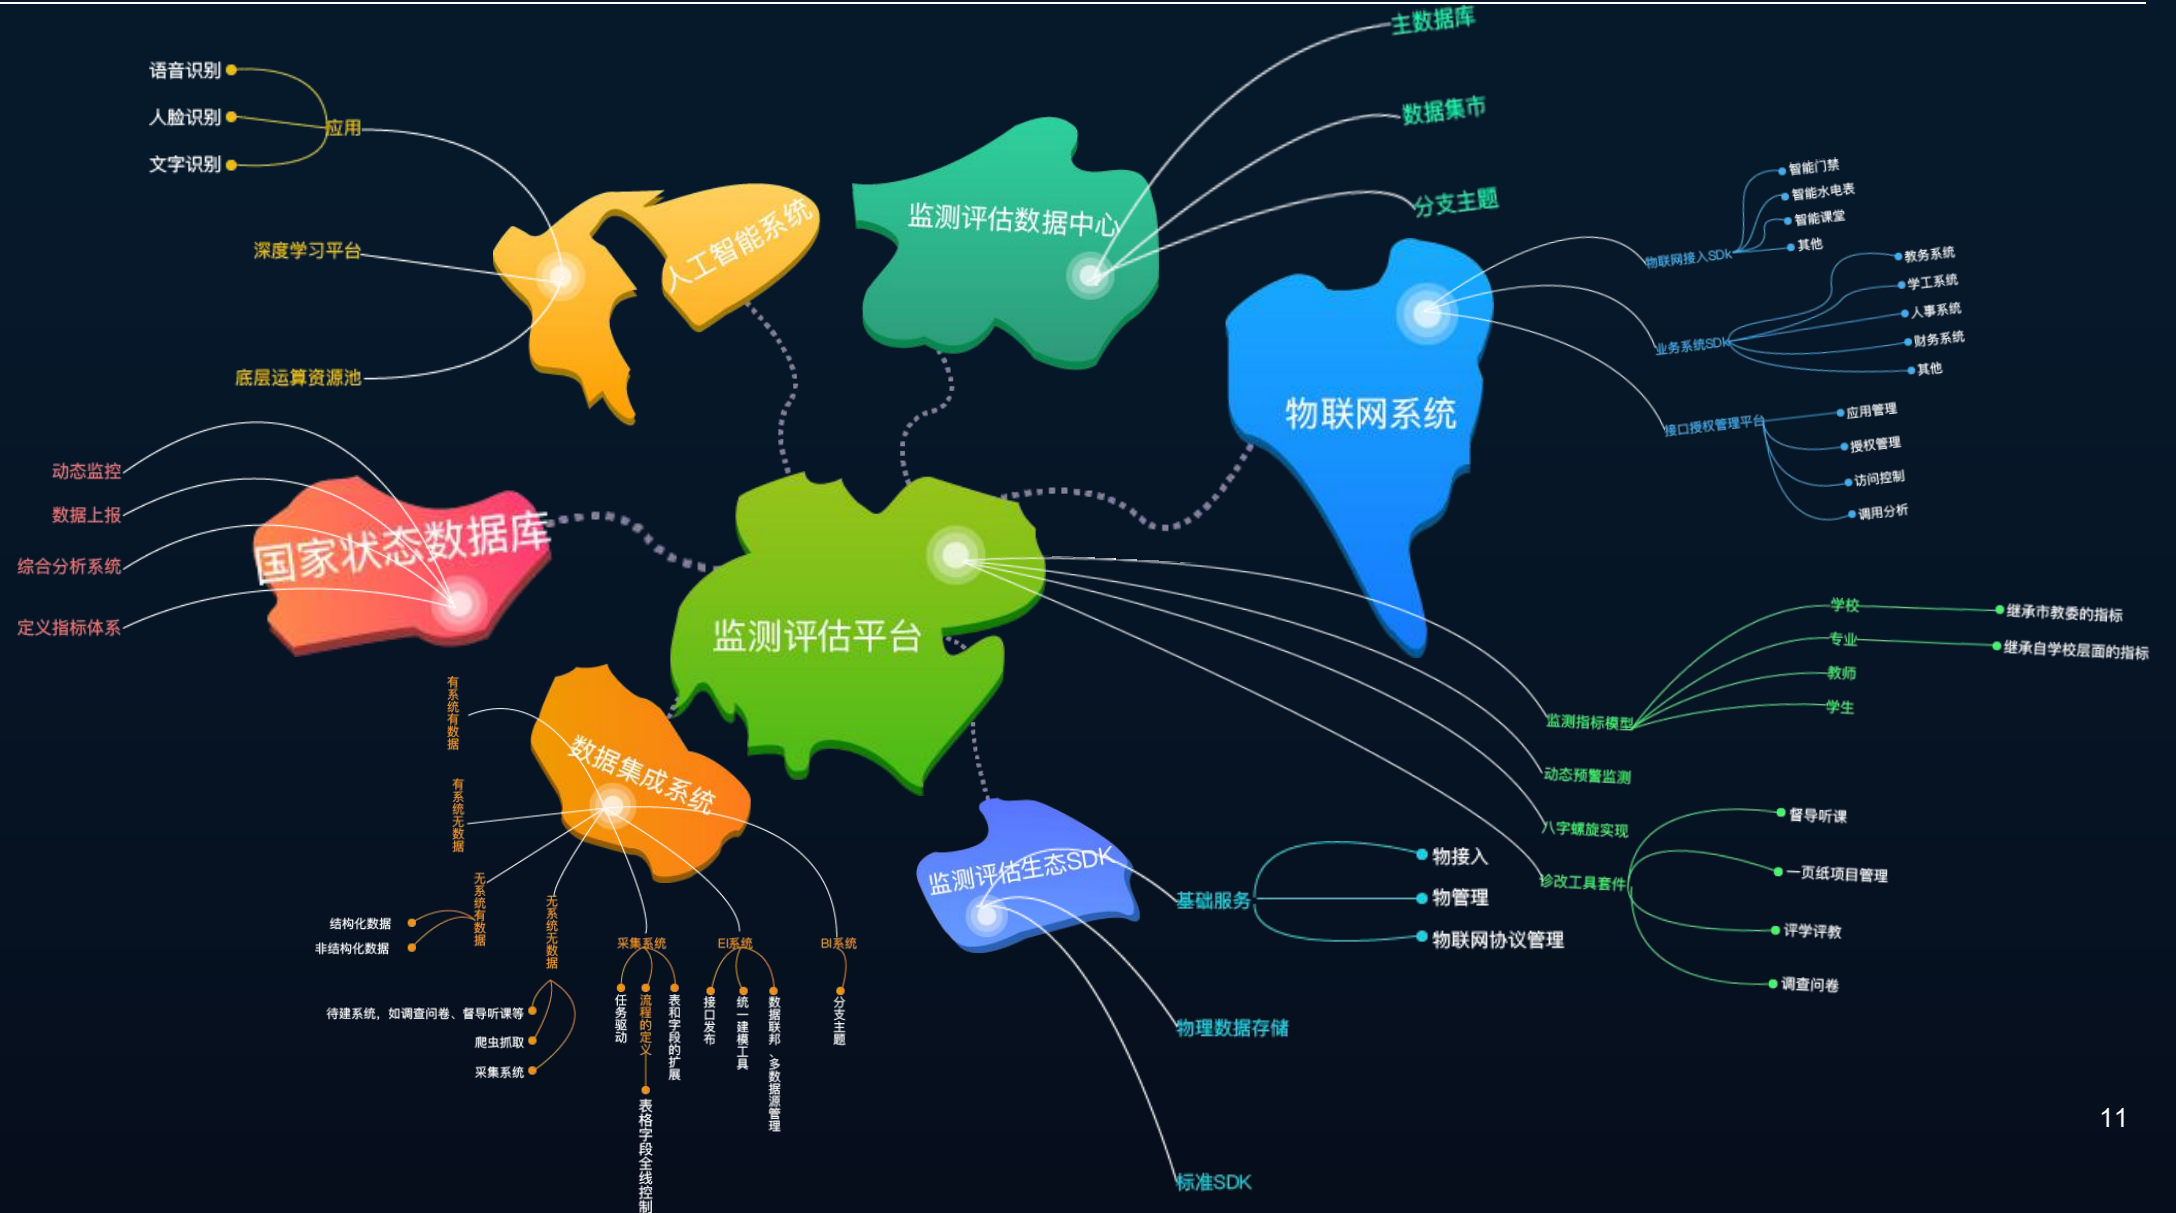 主数据库
数据集市
分支主题
监测评估数据中心
语音识别
人脸识别
文字识别
应用
深度学习平台
底层运算资源池
人工智能系统
智能门禁
智能水电表
智能课堂
其他
物联网接入SDk
教务系统
学工系统
人事系统
财务系统
其他
业务系统SDk
应用管理
授权管理
访问控制
调用分析
接口授权管理平台
物联网系统
动态监控
数据上报
综合分析系统
定义指标体系
国家状态数据库
监测评估平台
学校
继承市教委的指标
专业
继承自学校层面的指标
教师
学生
监测指标模型
动态预警监测
八字螺旋实现
诊改工具套件
督导听课
一页纸项目管理
评学评教
调查问卷
数据集成系统
有系统有数据
有系统无数据
无系统有数据
结构化数据
非结构化数据
无系统无数据
待建系统，如调查问卷、督导听课等
爬虫抓取
采集系统
采集系统
任务驱动
流程的定义
表格字段全线控制
表和字段的扩展
EI系统
接口发布
统一建模工具
数据联邦、多数据源管理
BI系统
分支主题
监测评估生态SDK
基础服务
物接入
物管理
物联网协议管理
物理数据存储
标准SDK
11